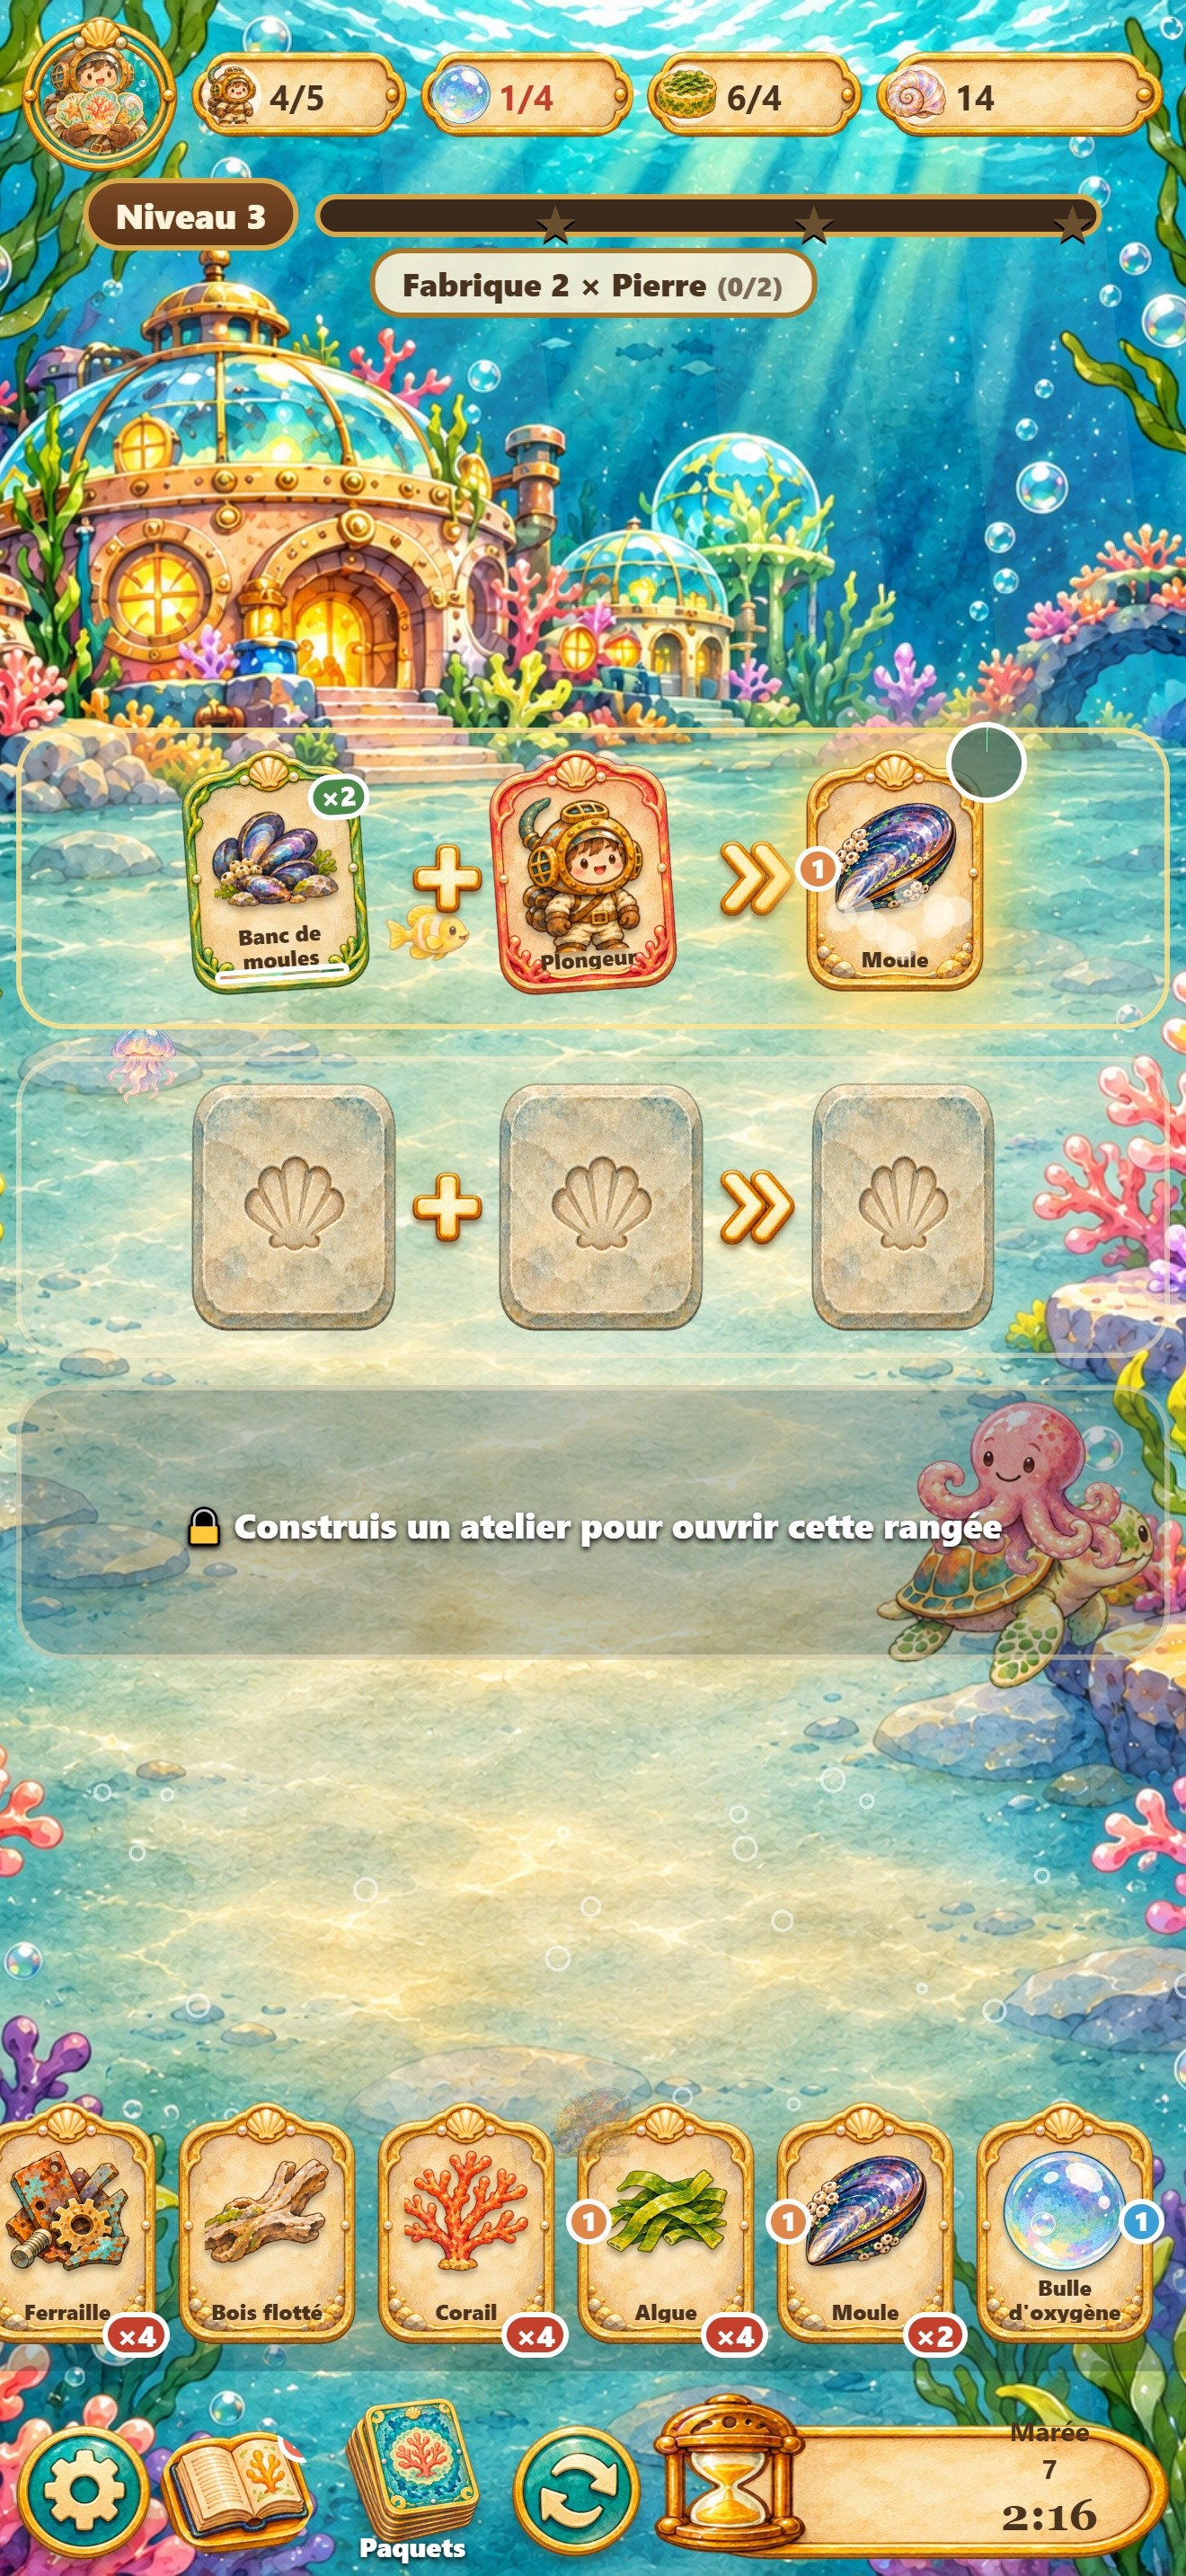 4/5
1/4
6/4
14
Niveau 3
Fabrique 2 × Pierre (0/2)
×2
Banc de
moules
Plongeur
1
Moule
Construis un atelier pour ouvrir cette rangée
Ferraille
×4
Bois flotté
Corail
×4
1
Algue
×4
1
Moule
×2
1
Bulle
d'oxygène
Paquets
Marée
7
2:16